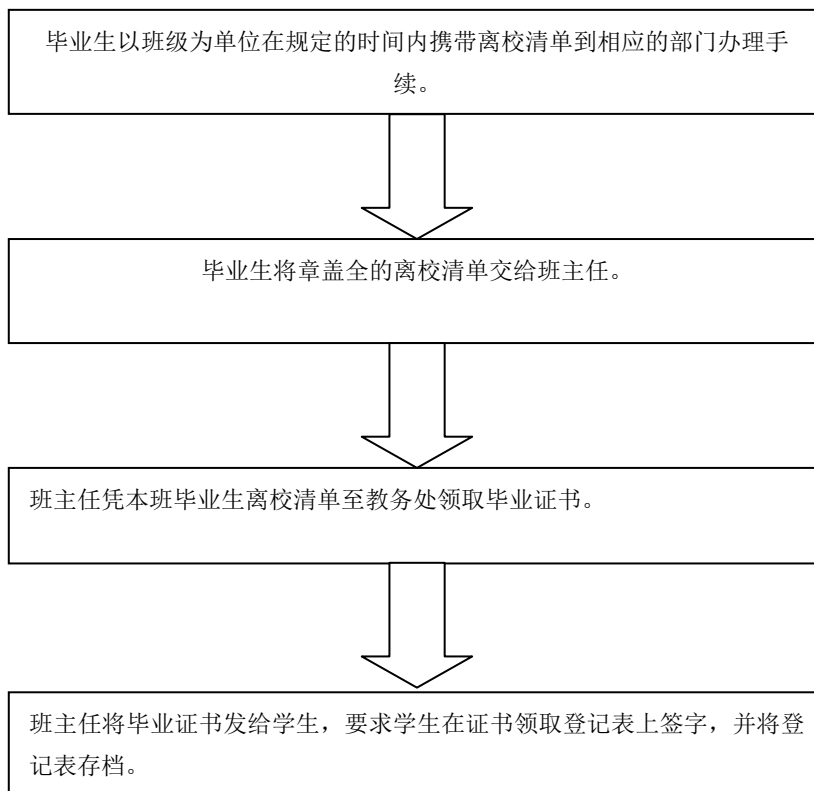 毕业生以班级为单位在规定的时间内携带离校清单到相应的部门办理手
续。
毕业生将章盖全的离校清单交给班主任。
班主任凭本班毕业生离校清单至教务处领取毕业证书。
班主任将毕业证书发给学生，要求学生在证书领取登记表上签字，并将登
记表存档。